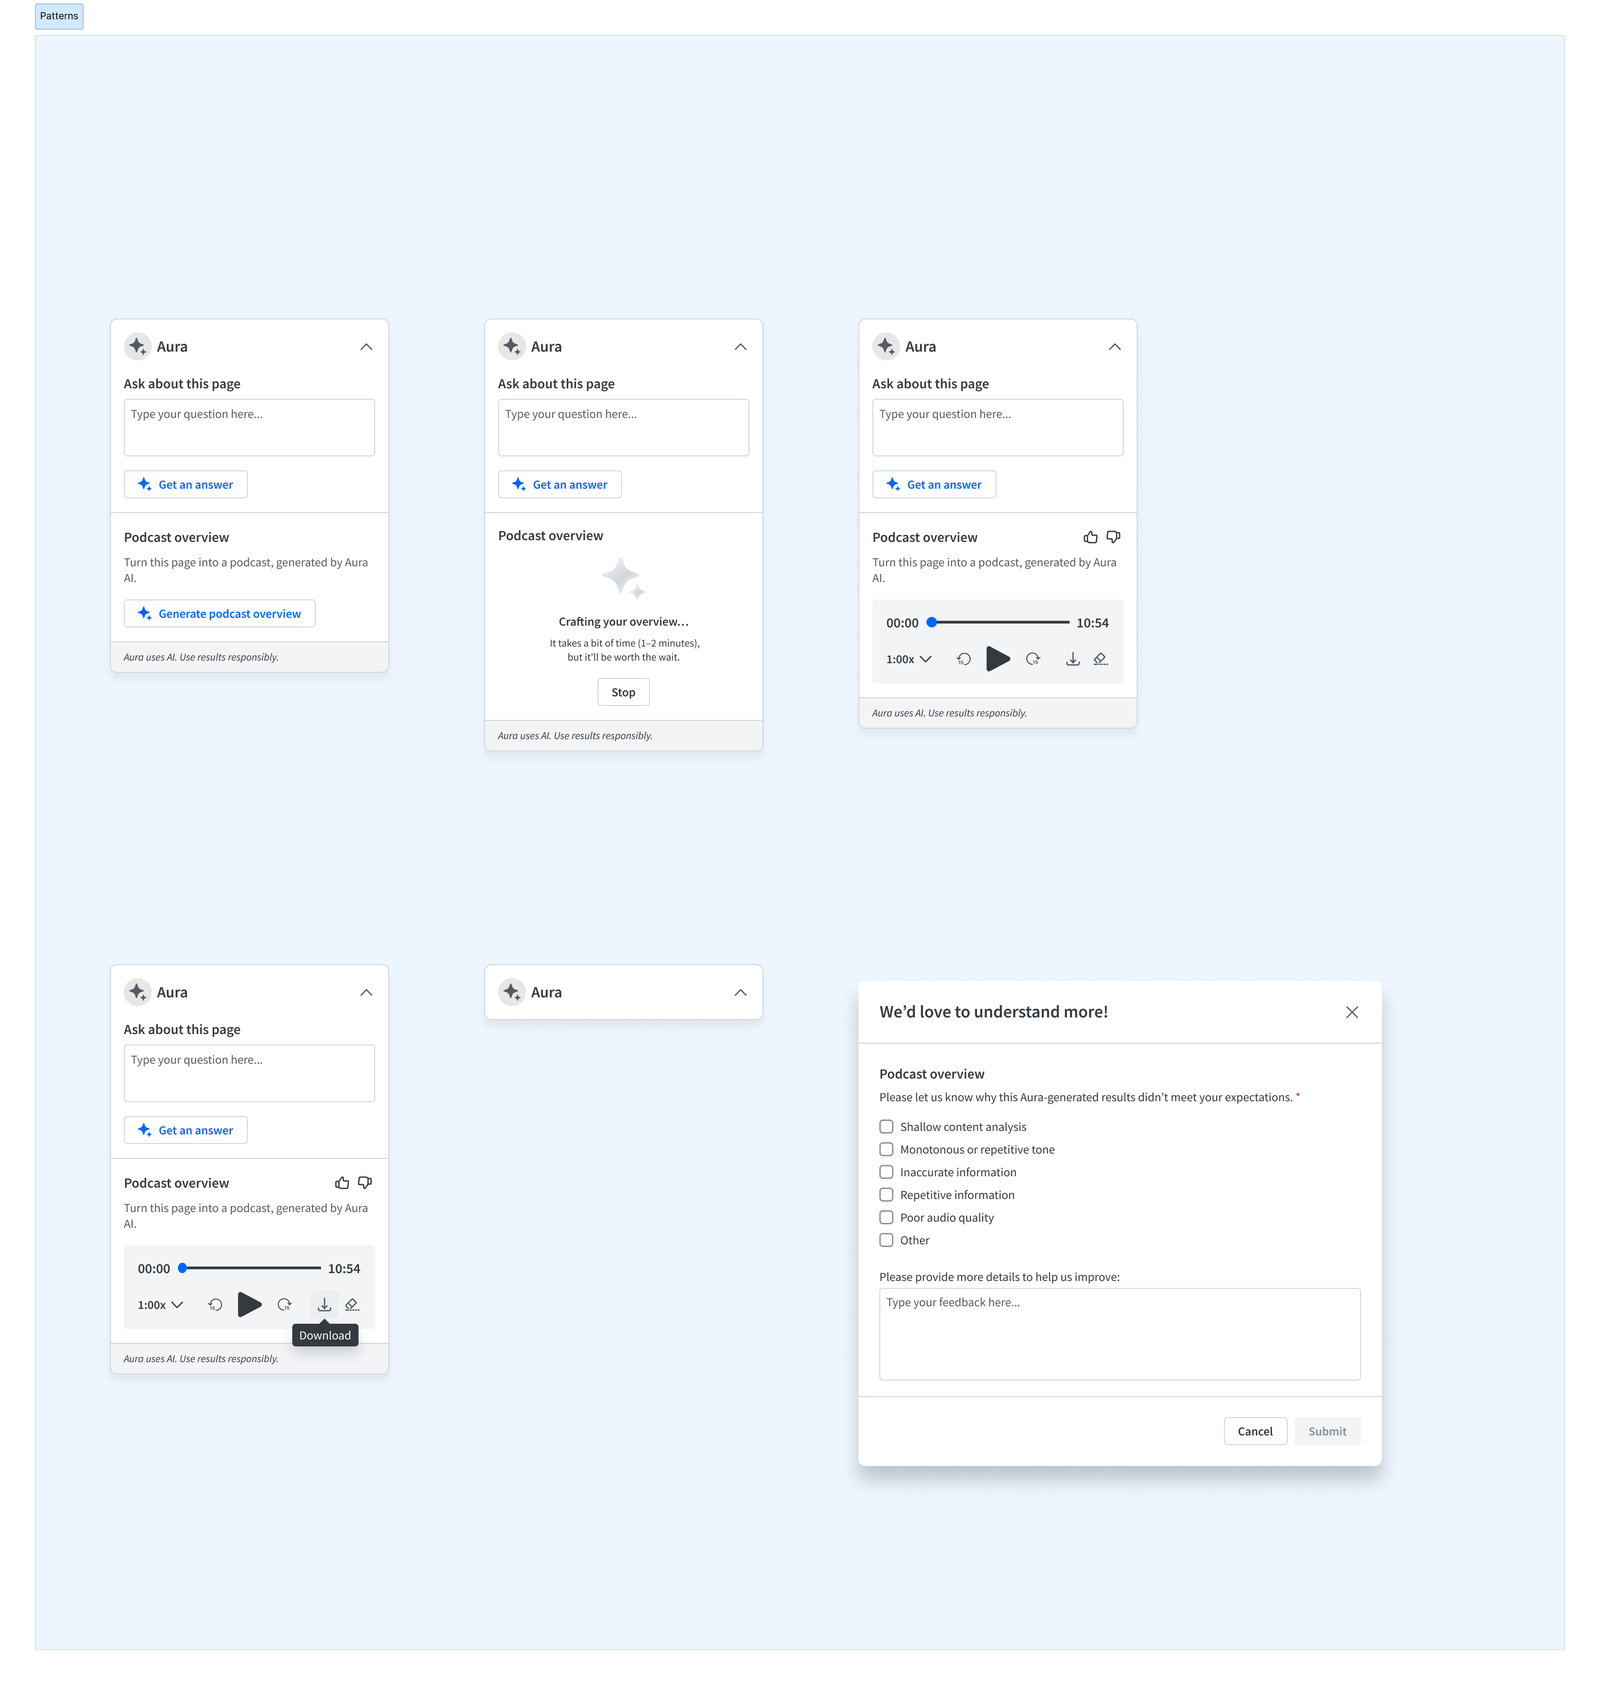 Patterns
Aura
Ask about this page
Type your question here...
Get an answer
Podcast overview
Turn this page into a podcast, generated by Aura
AI.
Generate podcast overview
Aura uses AI. Use results responsibly.
Aura
Ask about this page
Type your question here...
Get an answer
Podcast overview
Crafting your overview...
It takes a bit of time (1–2 minutes),
but it'll be worth the wait.
Stop
Aura uses AI. Use results responsibly.
Aura
Ask about this page
Type your question here...
Get an answer
Podcast overview
Turn this page into a podcast, generated by Aura
AI.
00:00 10:54
1:00x 15 15
Aura uses AI. Use results responsibly.
Aura
Ask about this page
Type your question here...
Get an answer
Podcast overview
Turn this page into a podcast, generated by Aura
AI.
00:00 10:54
1:00x 15 15
Download
Aura uses AI. Use results responsibly.
Aura
We’d love to understand more!
Podcast overview
Please let us know why this Aura-generated results didn’t meet your expectations. *
Shallow content analysis
Monotonous or repetitive tone
Inaccurate information
Repetitive information
Poor audio quality
Other
Please provide more details to help us improve:
Type your feedback here...
Cancel Submit